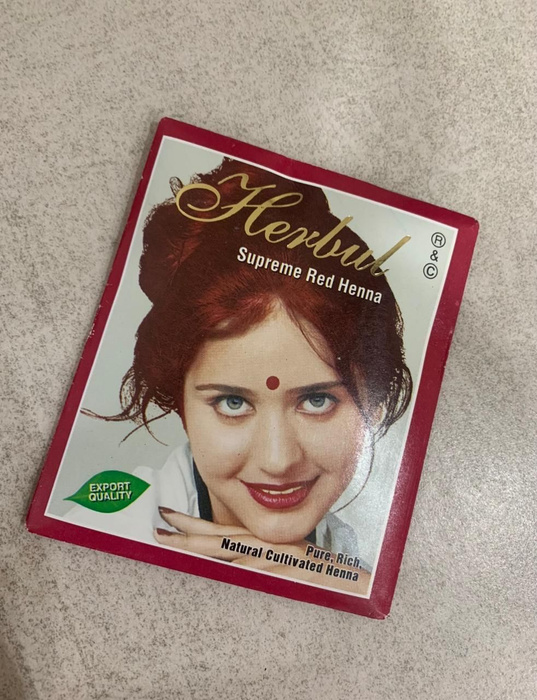 Herbul
Supreme Red Henna
® & ©
EXPORT
QUALITY
Pure, Rich,
Natural Cultivated Henna